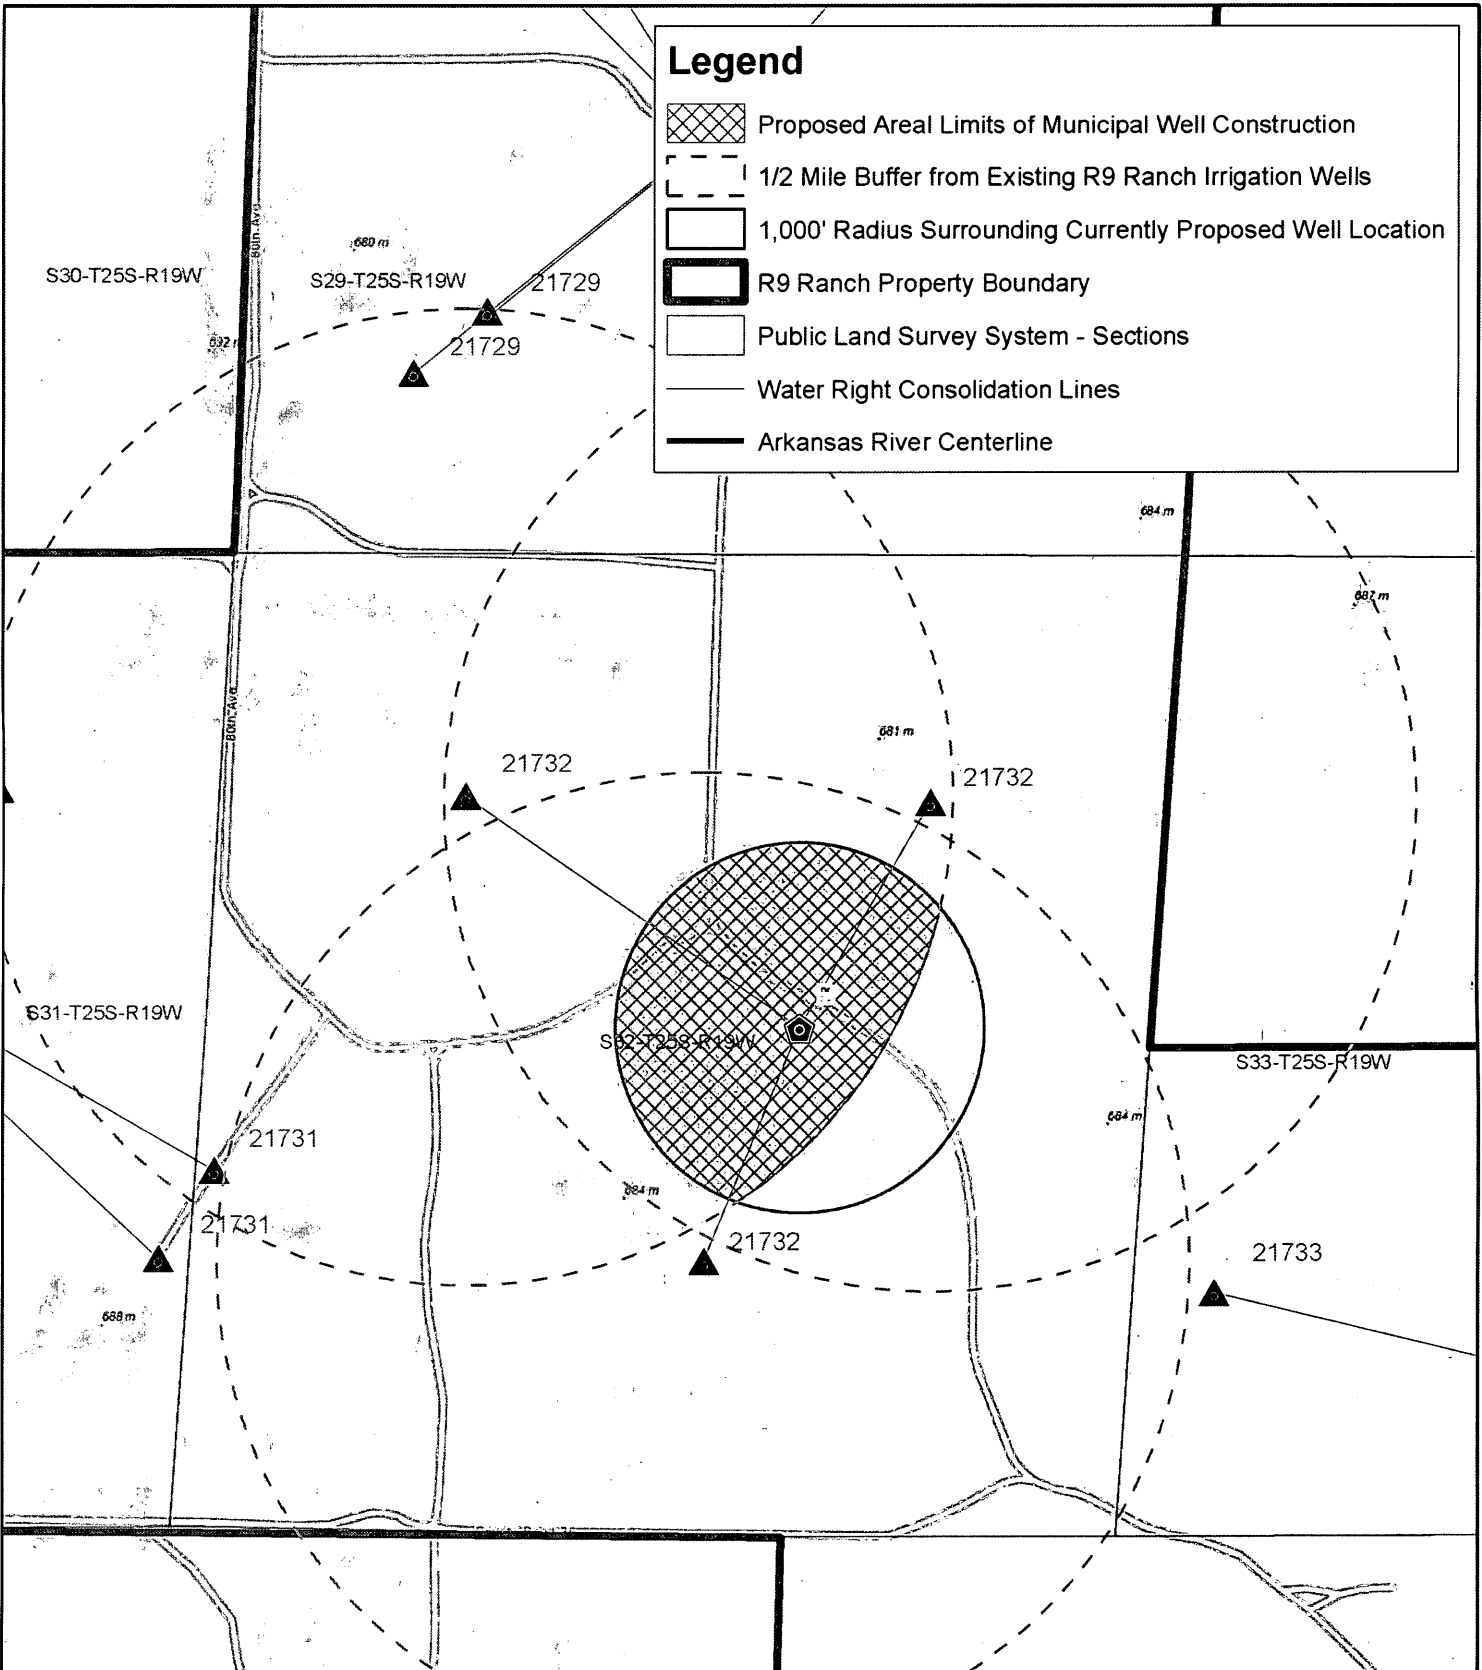 Legend
Proposed Areal Limits of Municipal Well Construction
1/2 Mile Buffer from Existing R9 Ranch Irrigation Wells
1,000' Radius Surrounding Currently Proposed Well Location
R9 Ranch Property Boundary
Public Land Survey System - Sections
Water Right Consolidation Lines
Arkansas River Centerline
80th Ave
680 m
S30-T25S-R19W
S29-T25S-R19W
21729
692 m
21729
684 m
687 m
80th Ave
681 m
21732
21732
S31-T25S-R19W
S32-T25S-R19W
S33-T25S-R19W
684 m
21731
684 m
21731
21732
21733
688 m